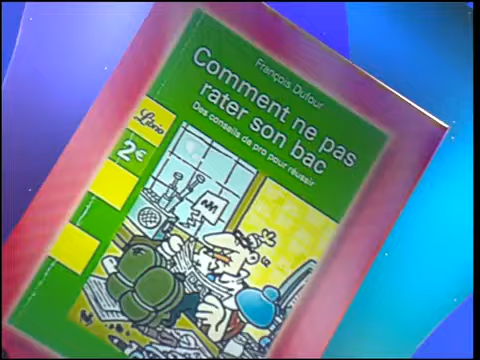 François Dufour
Comment ne pas
rater son bac
Des conseils de pro pour réussir
Librio
2€